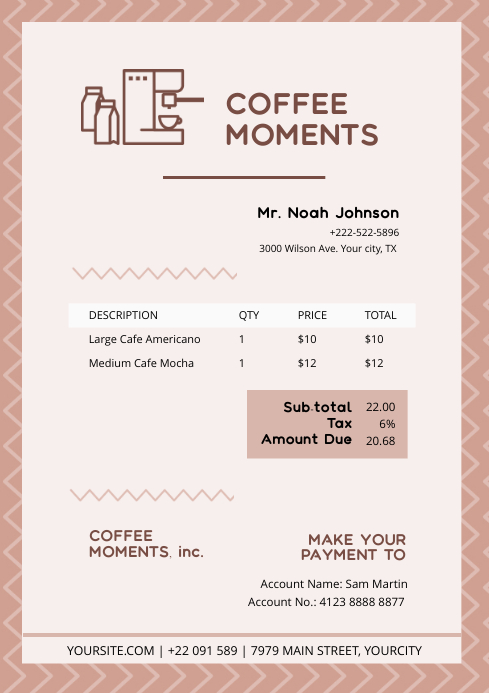 COFFEE
MOMENTS
Mr. Noah Johnson
+222-522-5896
3000 Wilson Ave. Your city, TX
DESCRIPTION QTY PRICE TOTAL
Large Cafe Americano 1 $10 $10
Medium Cafe Mocha 1 $12 $12
Sub-total 22.00
Tax 6%
Amount Due 20.68
COFFEE
MOMENTS, inc.
MAKE YOUR
PAYMENT TO
Account Name: Sam Martin
Account No.: 4123 8888 8877
YOURSITE.COM | +22 091 589 | 7979 MAIN STREET, YOURCITY